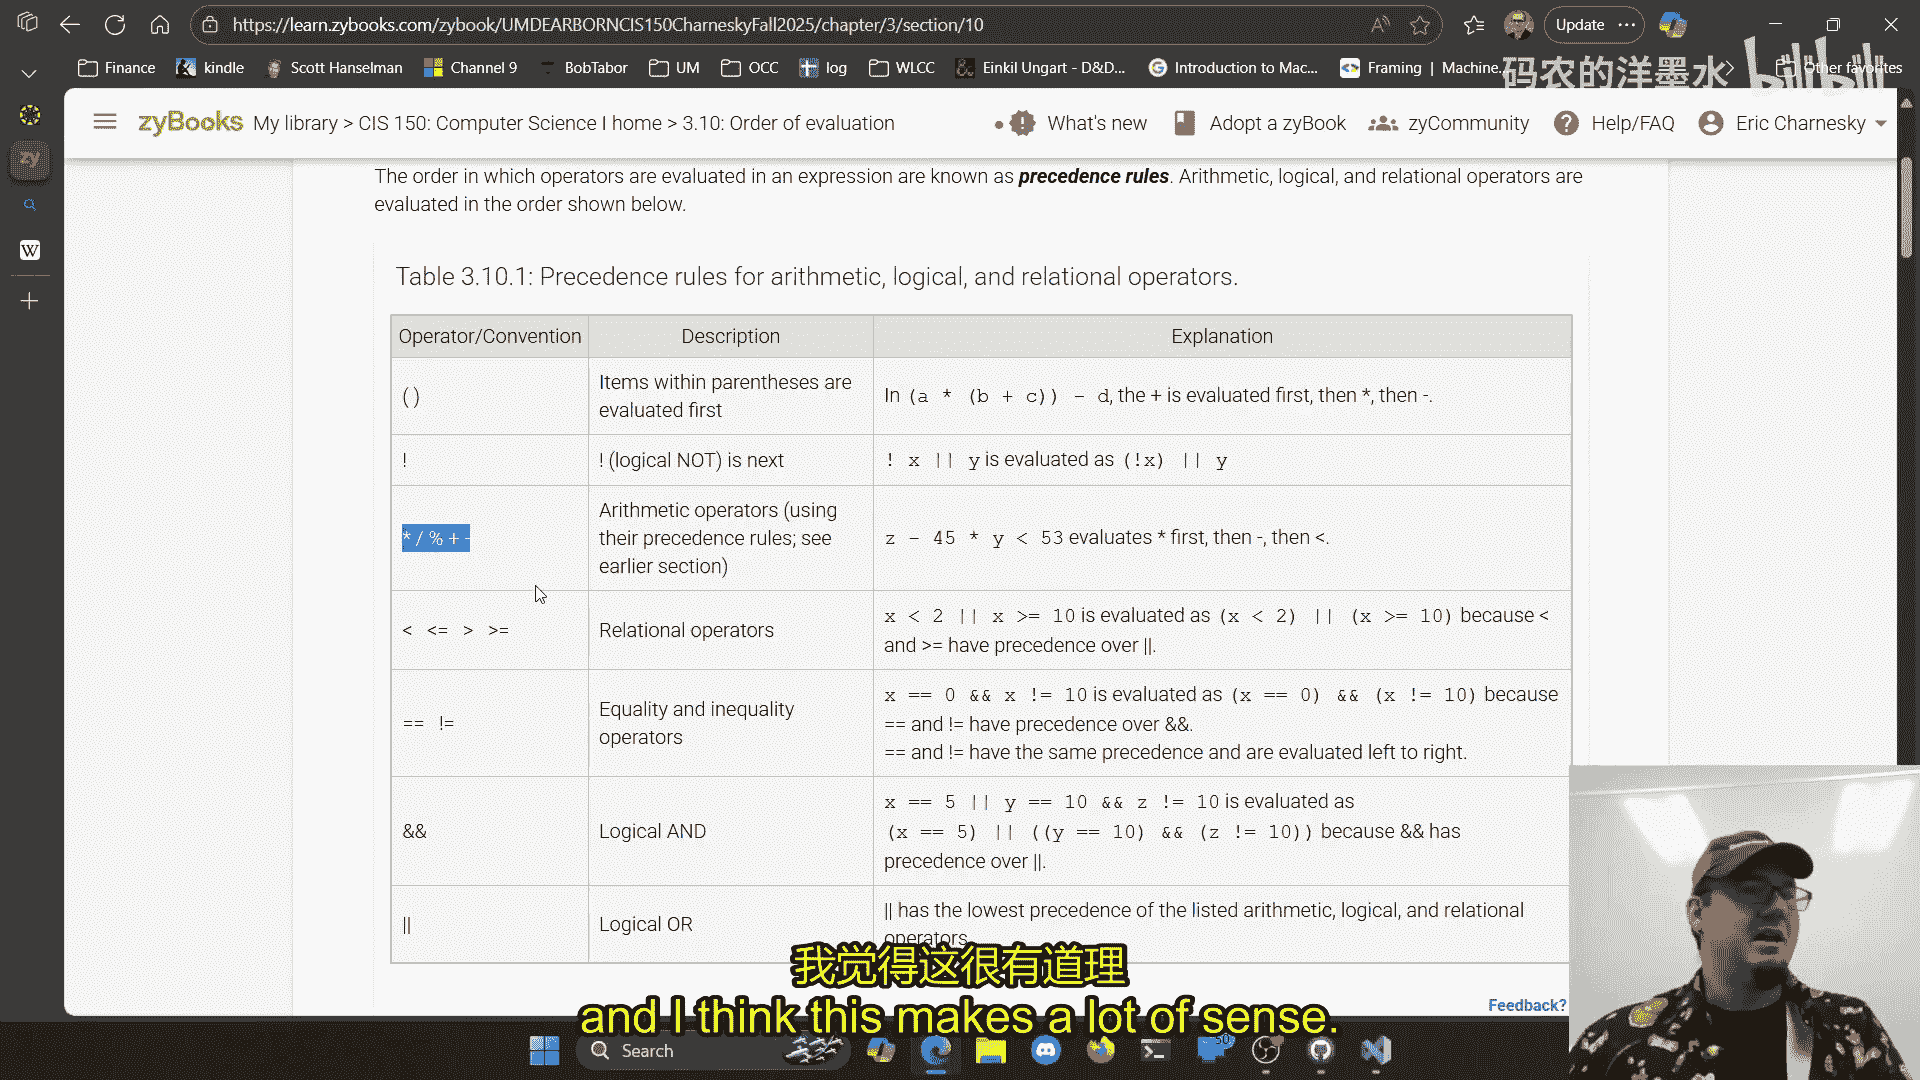 https://learn.zybooks.com/zybook/UMDEARBORNCIS150CharneskyFall2025/chapter/3/section/10
Update
Finance
kindle
Scott Hanselman
Channel 9
BobTabor
UM
OCC
log
WLCC
Einkil Ungart - D&D...
Introduction to Mac...
Framing | Machine...
Other favorites
码农的洋墨水
bilibili
zyBooks My library > CIS 150: Computer Science I home > 3.10: Order of evaluation
What's new
Adopt a zyBook
zyCommunity
Help/FAQ
Eric Charnesky
zy
W
The order in which operators are evaluated in an expression are known as precedence rules. Arithmetic, logical, and relational operators are
evaluated in the order shown below.
Table 3.10.1: Precedence rules for arithmetic, logical, and relational operators.
Operator/Convention Description Explanation
( )
Items within parentheses are
evaluated first
In (a * (b + c)) - d, the + is evaluated first, then *, then -.
!
! (logical NOT) is next
! x || y is evaluated as (!x) || y
* / % + -
Arithmetic operators (using
their precedence rules; see
earlier section)
z - 45 * y < 53 evaluates * first, then -, then <.
< <= > >=
Relational operators
x < 2 || x >= 10 is evaluated as (x < 2) || (x >= 10) because <
and >= have precedence over ||.
== !=
Equality and inequality
operators
x == 0 && x != 10 is evaluated as (x == 0) && (x != 10) because
== and != have precedence over &&.
== and != have the same precedence and are evaluated left to right.
&&
Logical AND
x == 5 || y == 10 && z != 10 is evaluated as
(x == 5) || ((y == 10) && (z != 10)) because && has
precedence over ||.
||
Logical OR
|| has the lowest precedence of the listed arithmetic, logical, and relational
operators.
Feedback?
我觉得这很有道理
and I think this makes a lot of sense.
Search
50